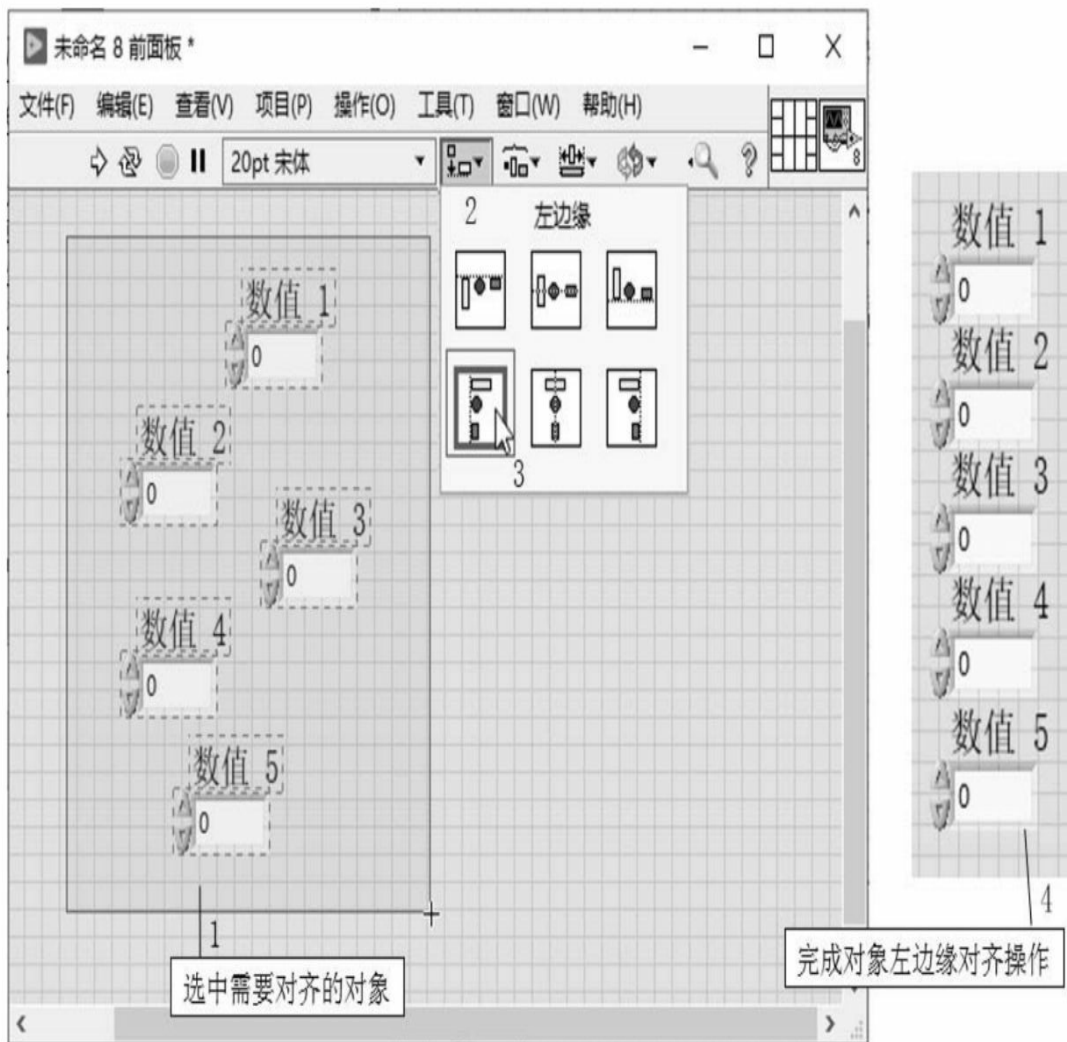 未命名 8 前面板 *
文件(F) 编辑(E) 查看(V) 项目(P) 操作(O) 工具(T) 窗口(W) 帮助(H)
20pt 宋体
8
2 左边缘
3
数值 1
0
数值 2
0
数值 3
0
数值 4
0
数值 5
0
1
选中需要对齐的对象
数值 1
0
数值 2
0
数值 3
0
数值 4
0
数值 5
0
4
完成对象左边缘对齐操作